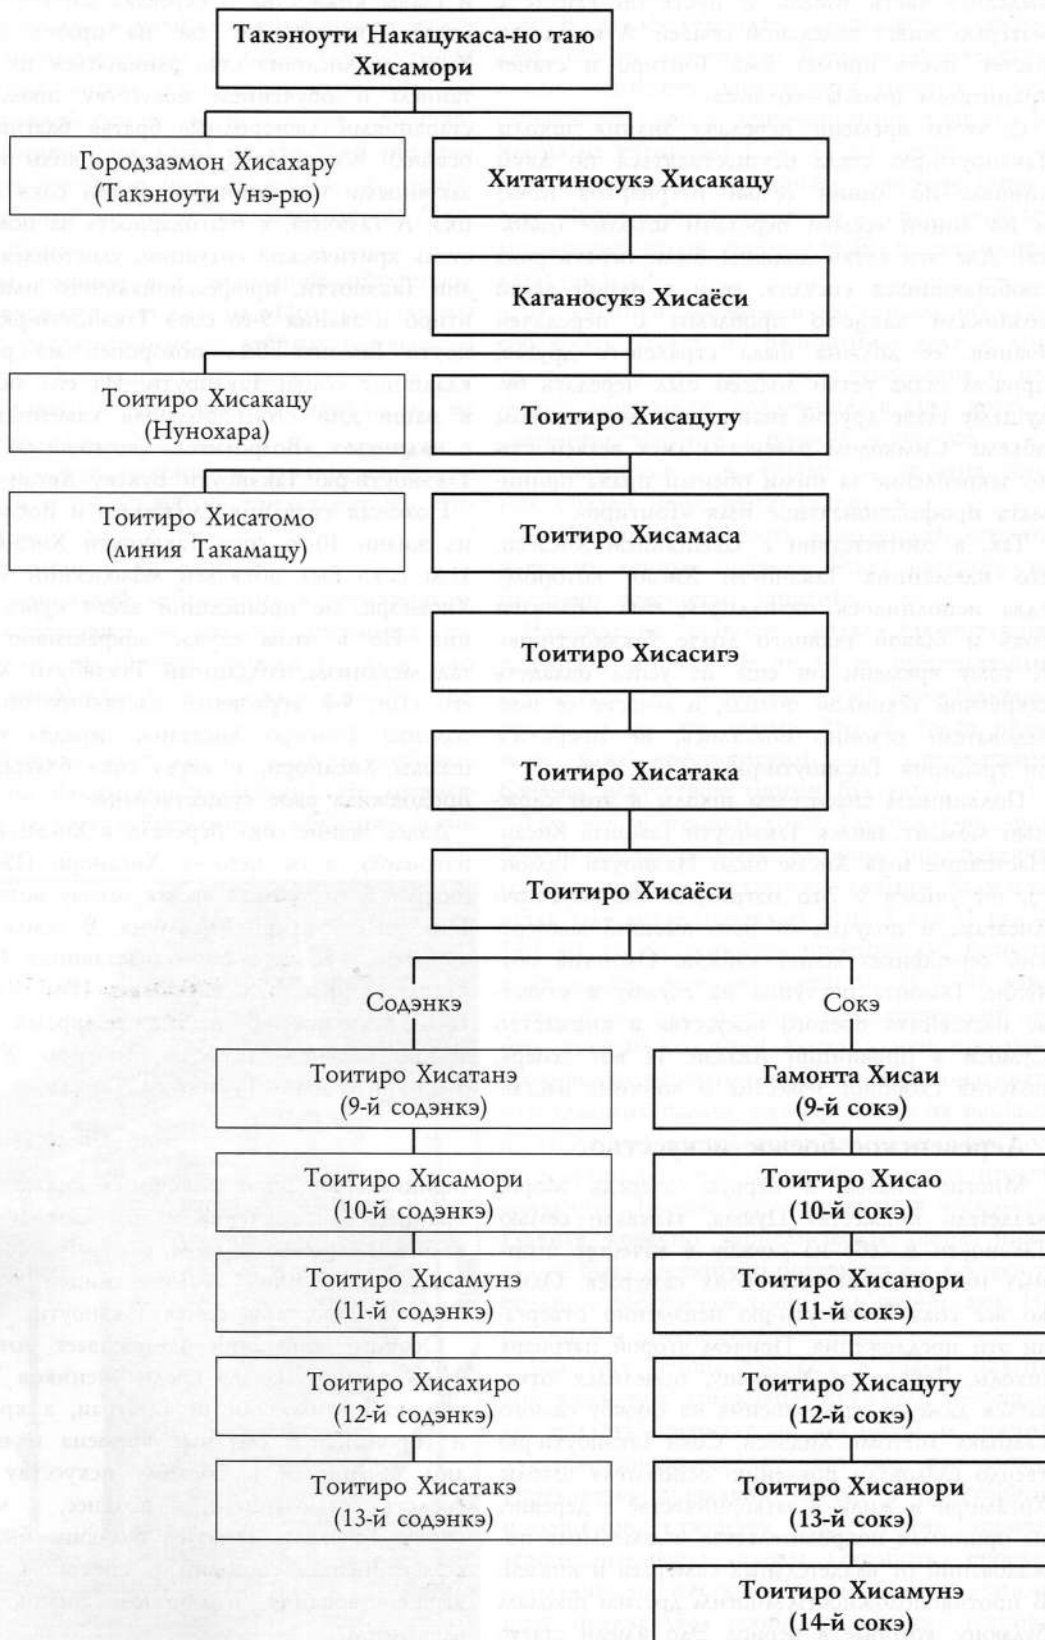 Такэноути Накацукаса-но таю
Хисамори
Городзаэмон Хисахару
(Такэноути Унэ-рю)
Хитатиносукэ Хисакацу
Каганосукэ Хисаёси
Тоитиро Хисакацу
(Нунохара)
Тоитиро Хисацугу
Тоитиро Хисатомо
(линия Такамацу)
Тоитиро Хисамаса
Тоитиро Хисасигэ
Тоитиро Хисатака
Тоитиро Хисаёси
Содэнкэ
Сокэ
Тоитиро Хисатанэ
(9-й содэнкэ)
Гамонта Хисаи
(9-й сокэ)
Тоитиро Хисамори
(10-й содэнкэ)
Тоитиро Хисао
(10-й сокэ)
Тоитиро Хисамунэ
(11-й содэнкэ)
Тоитиро Хисанори
(11-й сокэ)
Тоитиро Хисахиро
(12-й содэнкэ)
Тоитиро Хисацугу
(12-й сокэ)
Тоитиро Хисатакэ
(13-й содэнкэ)
Тоитиро Хисанори
(13-й сокэ)
Тоитиро Хисамунэ
(14-й сокэ)